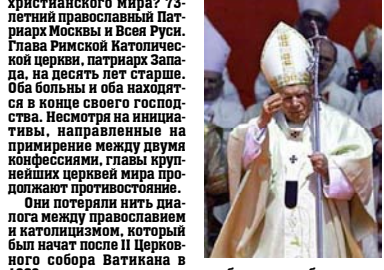 христианского мира? 73-
летний православный Пат-
риарх Москвы и Всея Руси.
Глава Римской Католичес-
кой церкви, патриарх Запа-
да, на десять лет старше.
Оба больны и оба находят-
ся в конце своего господ-
ства. Несмотря на инициа-
тивы, направленные на
примирение между двумя
конфессиями, главы круп-
нейших церквей мира про-
должают противостояние.
Они потеряли нить диа-
лога между православием
и католицизмом, который
был начат после II Церков-
ного собора Ватикана в